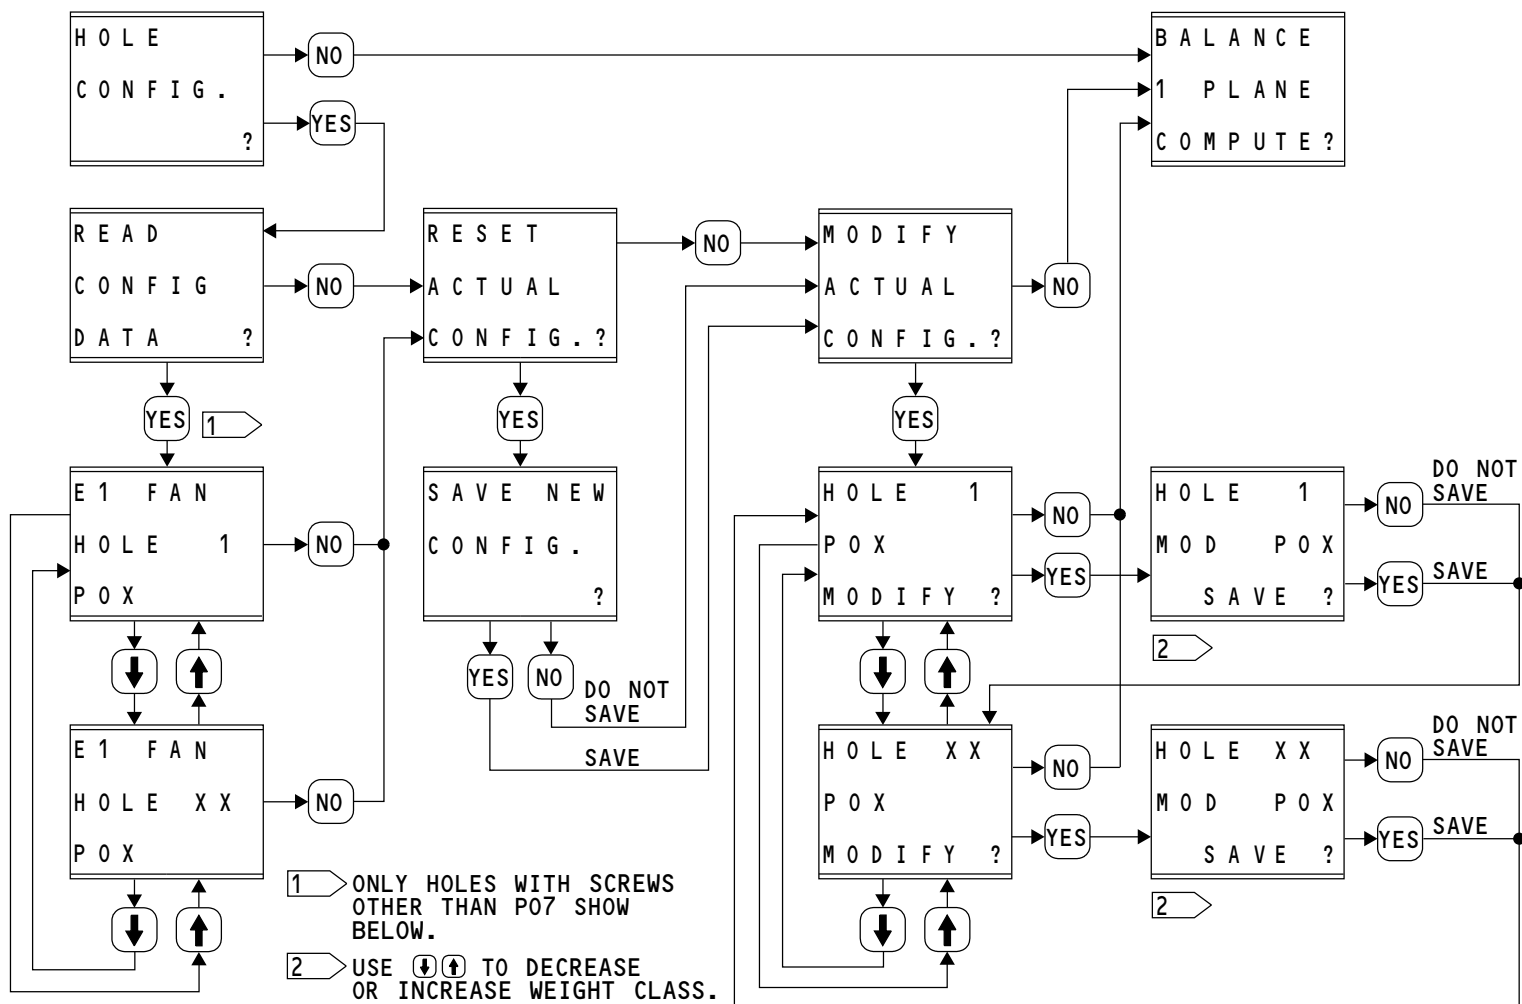 HOLE
CONFIG.
?
NO
YES
BALANCE
1 PLANE
COMPUTE?
READ
CONFIG
DATA ?
NO
YES
1
RESET
ACTUAL
CONFIG.?
NO
YES
MODIFY
ACTUAL
CONFIG.?
NO
YES
E1 FAN
HOLE 1
POX
NO
SAVE NEW
CONFIG.
?
YES
NO
DO NOT
SAVE
SAVE
HOLE 1
POX
MODIFY ?
NO
YES
HOLE 1
MOD POX
SAVE ?
NO
DO NOT
SAVE
YES
SAVE
2
E1 FAN
HOLE XX
POX
NO
HOLE XX
POX
MODIFY ?
NO
YES
HOLE XX
MOD POX
SAVE ?
NO
DO NOT
SAVE
YES
SAVE
2
1 ONLY HOLES WITH SCREWS
OTHER THAN P07 SHOW
BELOW.
2 USE ⬇ ⬆ TO DECREASE
OR INCREASE WEIGHT CLASS.